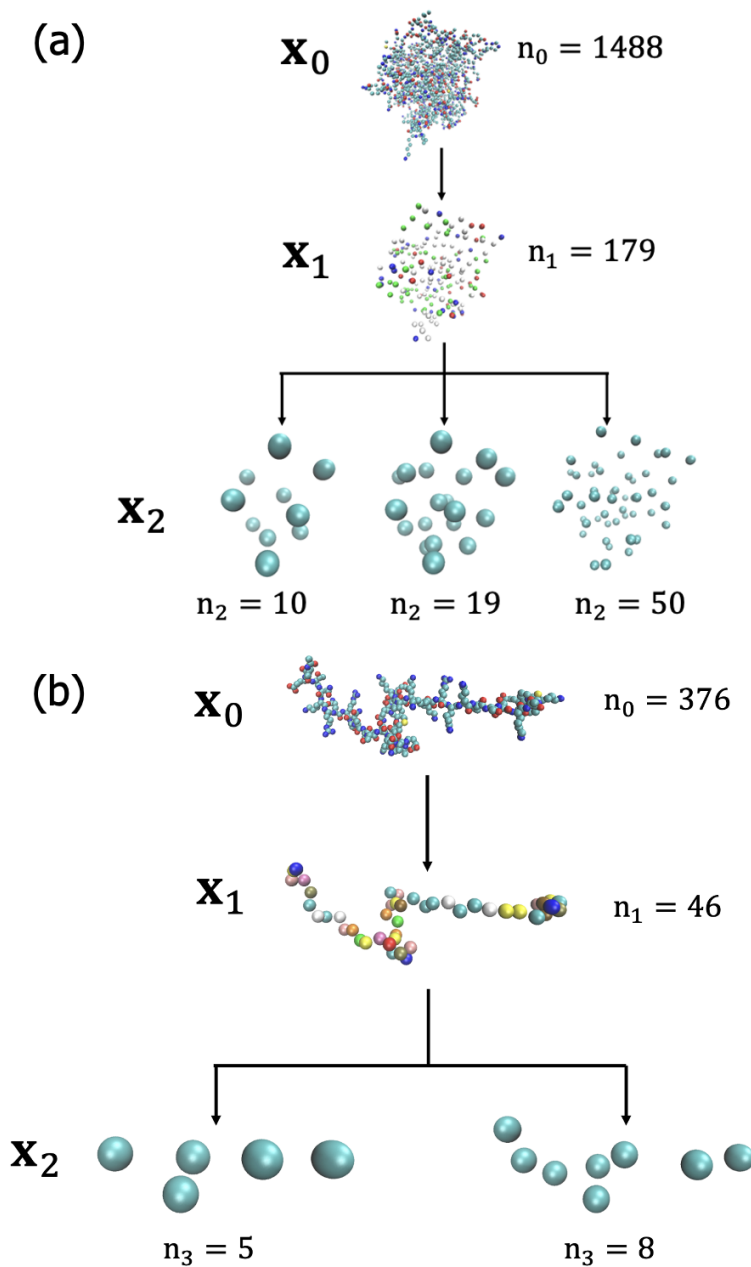 (a)
x₀
n₀ = 1488
x₁
n₁ = 179
x₂
n₂ = 10
n₂ = 19
n₂ = 50
(b)
x₀
n₀ = 376
x₁
n₁ = 46
x₂
n₃ = 5
n₃ = 8